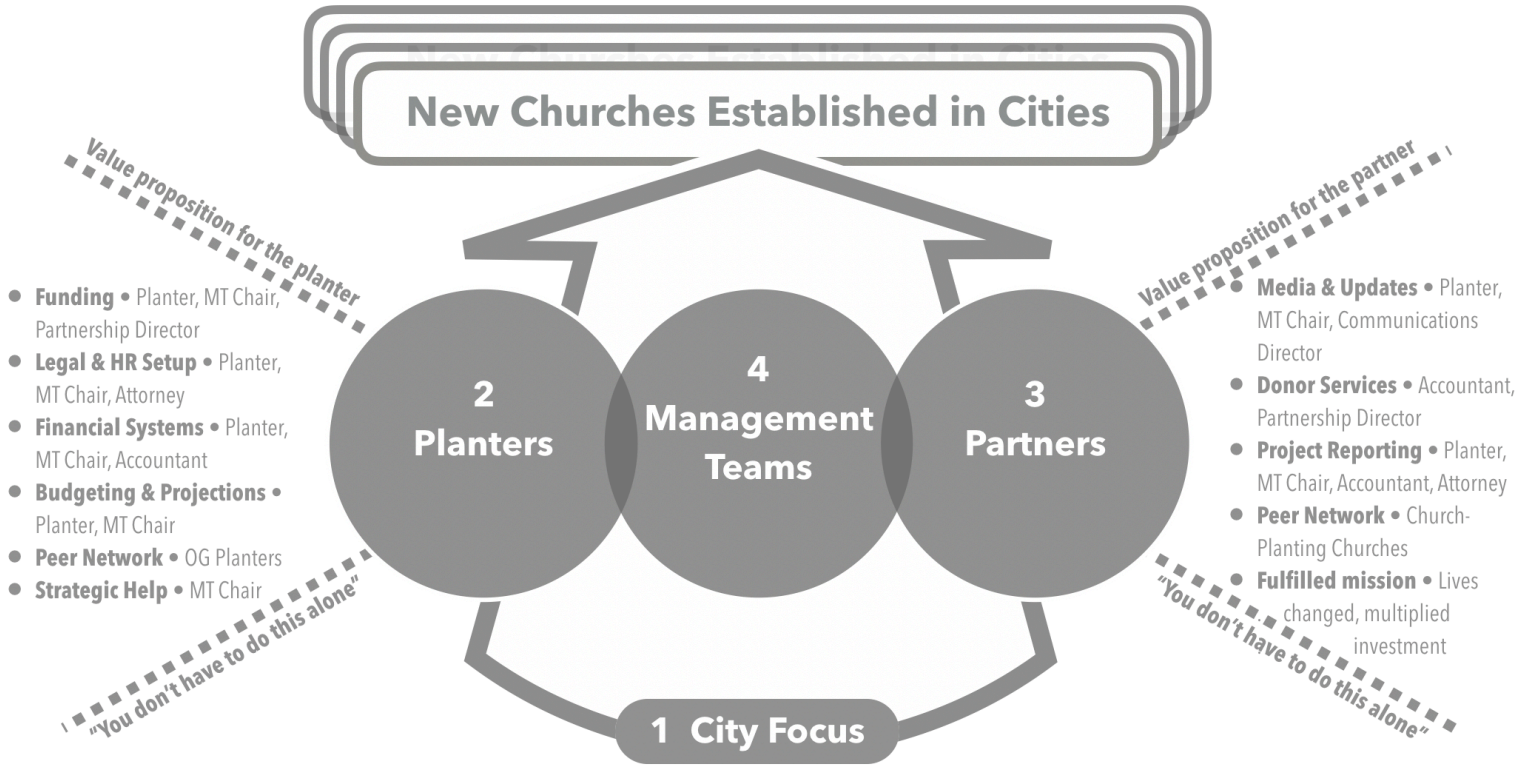 New Churches Established in Cities
New Churches Established in Cities
Value proposition for the planter
• Funding • Planter, MT Chair,
Partnership Director
• Legal & HR Setup • Planter,
MT Chair, Attorney
• Financial Systems • Planter,
MT Chair, Accountant
• Budgeting & Projections •
Planter, MT Chair
• Peer Network • OG Planters
• Strategic Help • MT Chair
"You don't have to do this alone"
2
Planters
4
Management
Teams
3
Partners
1 City Focus
Value proposition for the partner
• Media & Updates • Planter,
MT Chair, Communications
Director
• Donor Services • Accountant,
Partnership Director
• Project Reporting • Planter,
MT Chair, Accountant, Attorney
• Peer Network • Church-
Planting Churches
• Fulfilled mission • Lives
changed, multiplied
investment
"You don't have to do this alone"